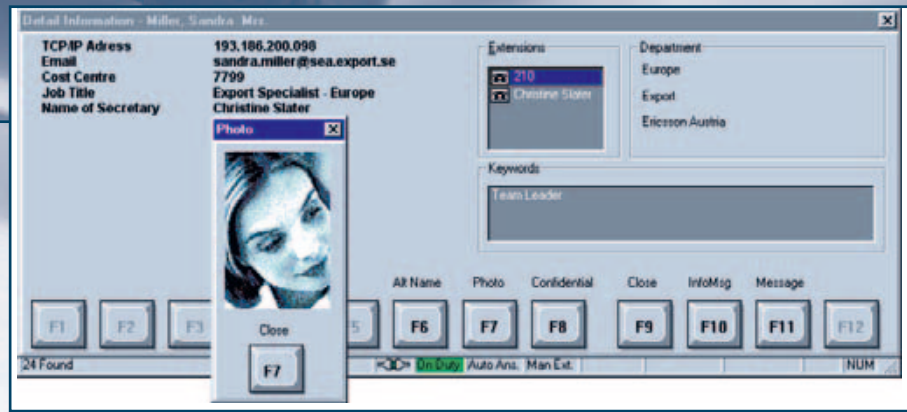 Detail Information - Miller, Sandra Mrs.
TCP/IP Adress 193.186.200.098
Email sandra.miller@sea.export.se
Cost Centre 7799
Job Title Export Specialist - Europe
Name of Secretary Christine Slater
Extensions
210
Christine Slater
Department
Europe
Export
Ericsson Austria
Keywords
Team Leader
Photo
Close
F7
Alt Name Photo Confidential Close InfoMsg Message
F1 F2 F3 5 F6 F7 F8 F9 F10 F11 F12
24 Found On Duty Auto Ans. Man Ext. NUM